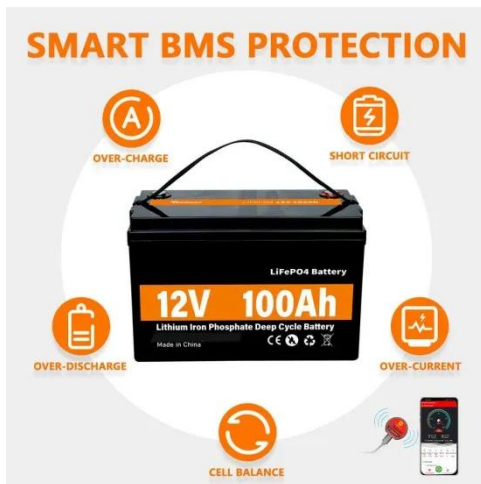 SMART BMS PROTECTION
A
OVER-CHARGE
SHORT CIRCUIT
LiFePO4 Battery
12V 100Ah
Lithium Iron Phosphate Deep Cycle Battery
Made in China
CE
OVER-DISCHARGE
OVER-CURRENT
CELL BALANCE